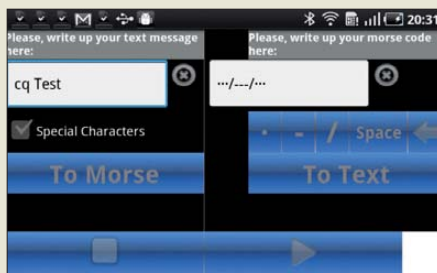 20:31
Please, write up your text message
here:
Please, write up your morse code
here:
cq Test
···/---/···
Special Characters
· - / Space
To Morse
To Text